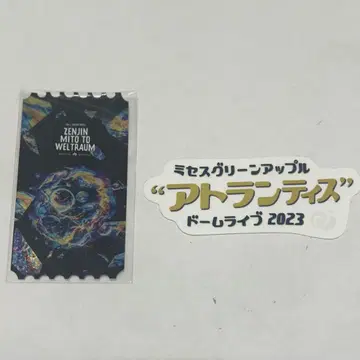 ZENJIN
MITO TO
WELTRAUM
ミセスグリーンアップル
“アトランティス”
ドームライブ 2023